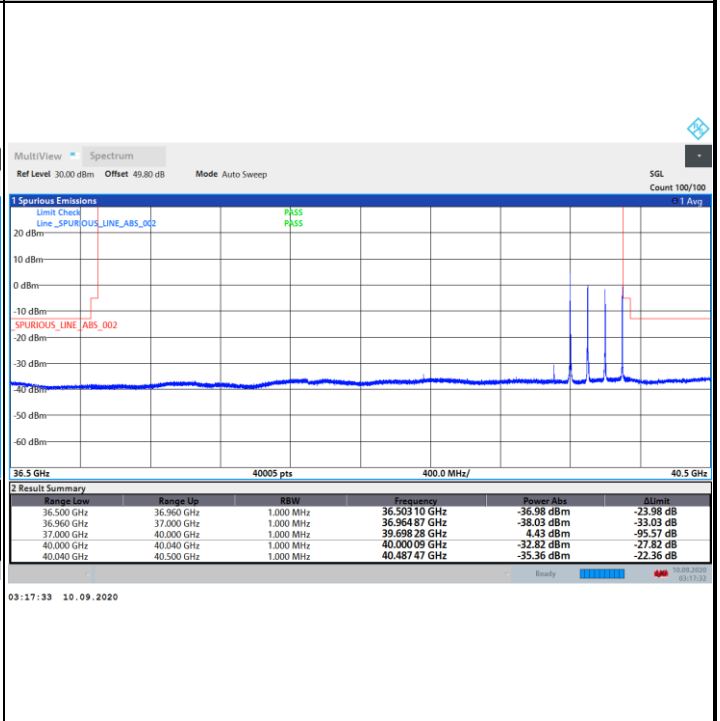 MultiView Spectrum
Ref Level 30.00 dBm Offset 49.80 dB Mode Auto Sweep SGL
Count 100/100
1 Spurious Emissions 1 Avg
Limit Check PASS
Line _SPURIOUS_LINE_ABS_002 PASS
20 dBm
10 dBm
0 dBm
-10 dBm
_SPURIOUS_LINE_ABS_002
-20 dBm
-30 dBm
-40 dBm
-50 dBm
-60 dBm
36.5 GHz 40005 pts 400.0 MHz/ 40.5 GHz
2 Result Summary
Range Low Range Up RBW Frequency Power Abs ΔLimit
36.500 GHz 36.960 GHz 1.000 MHz 36.503 10 GHz -36.98 dBm -23.98 dB
36.960 GHz 37.000 GHz 1.000 MHz 36.964 87 GHz -38.03 dBm -33.03 dB
37.000 GHz 40.000 GHz 1.000 MHz 39.698 28 GHz 4.43 dBm -95.57 dB
40.000 GHz 40.040 GHz 1.000 MHz 40.000 09 GHz -32.82 dBm -27.82 dB
40.040 GHz 40.500 GHz 1.000 MHz 40.487 47 GHz -35.36 dBm -22.36 dB
Ready 10.09.2020
03:17:32
03:17:33 10.09.2020